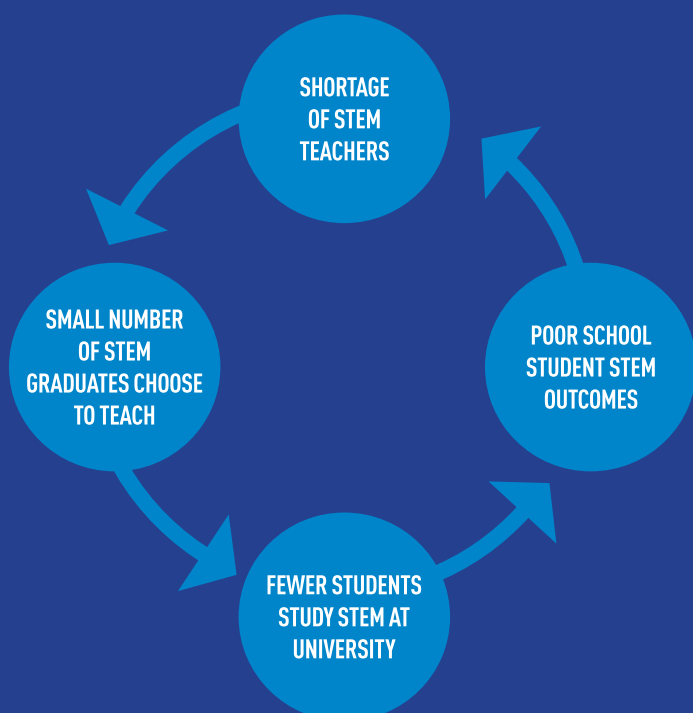 SHORTAGE
OF STEM
TEACHERS
SMALL NUMBER
OF STEM
GRADUATES CHOOSE
TO TEACH
FEWER STUDENTS
STUDY STEM AT
UNIVERSITY
POOR SCHOOL
STUDENT STEM
OUTCOMES